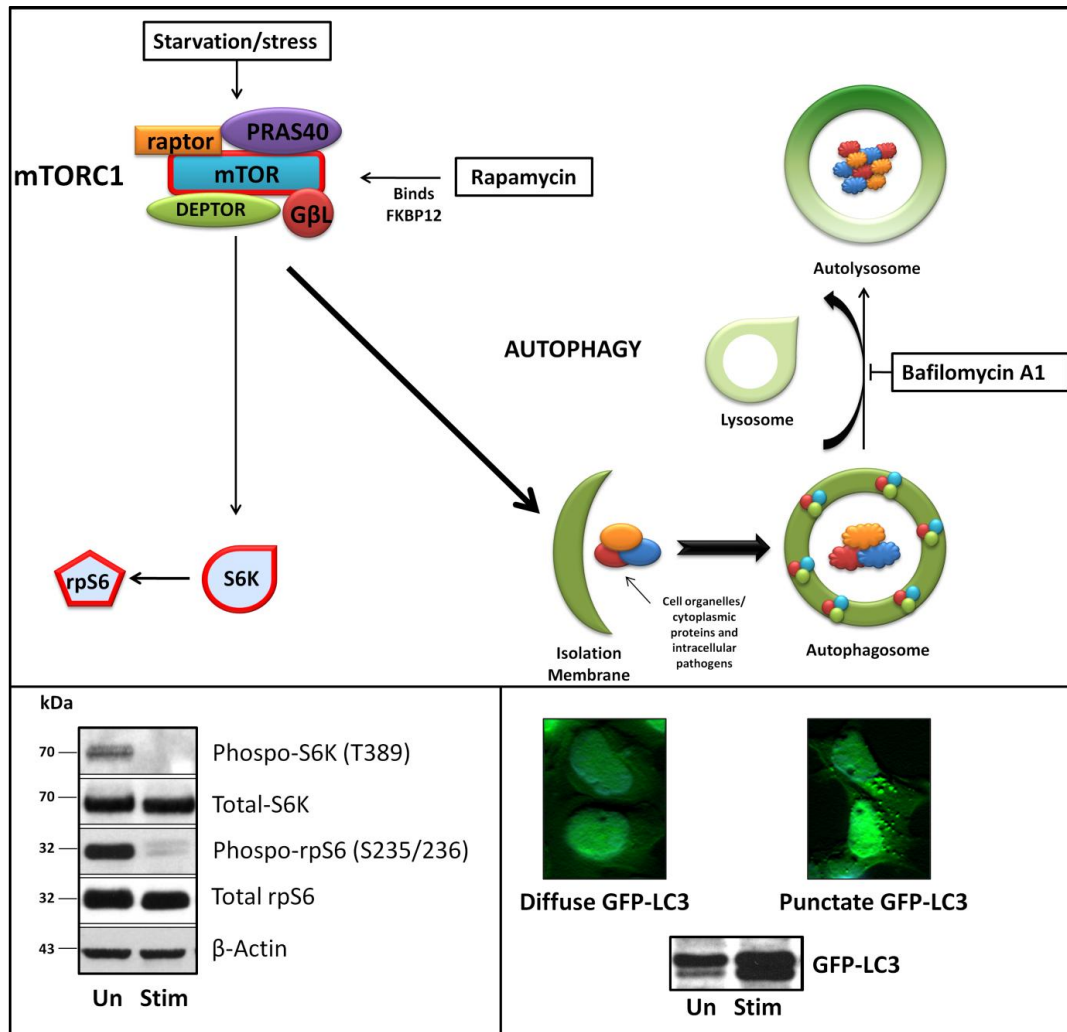 Starvation/stress
raptor
PRAS40
mTORC1
mTOR
DEPTOR
GβL
Binds
FKBP12
Rapamycin
Autolysosome
AUTOPHAGY
Lysosome
Bafilomycin A1
rpS6
S6K
Isolation
Membrane
Cell organelles/
cytoplasmic
proteins and
intracellular
pathogens
Autophagosome
kDa
70
Phospo-S6K (T389)
70
Total-S6K
32
Phospo-rpS6 (S235/236)
32
Total rpS6
43
β-Actin
Un Stim
Diffuse GFP-LC3
Punctate GFP-LC3
GFP-LC3
Un Stim